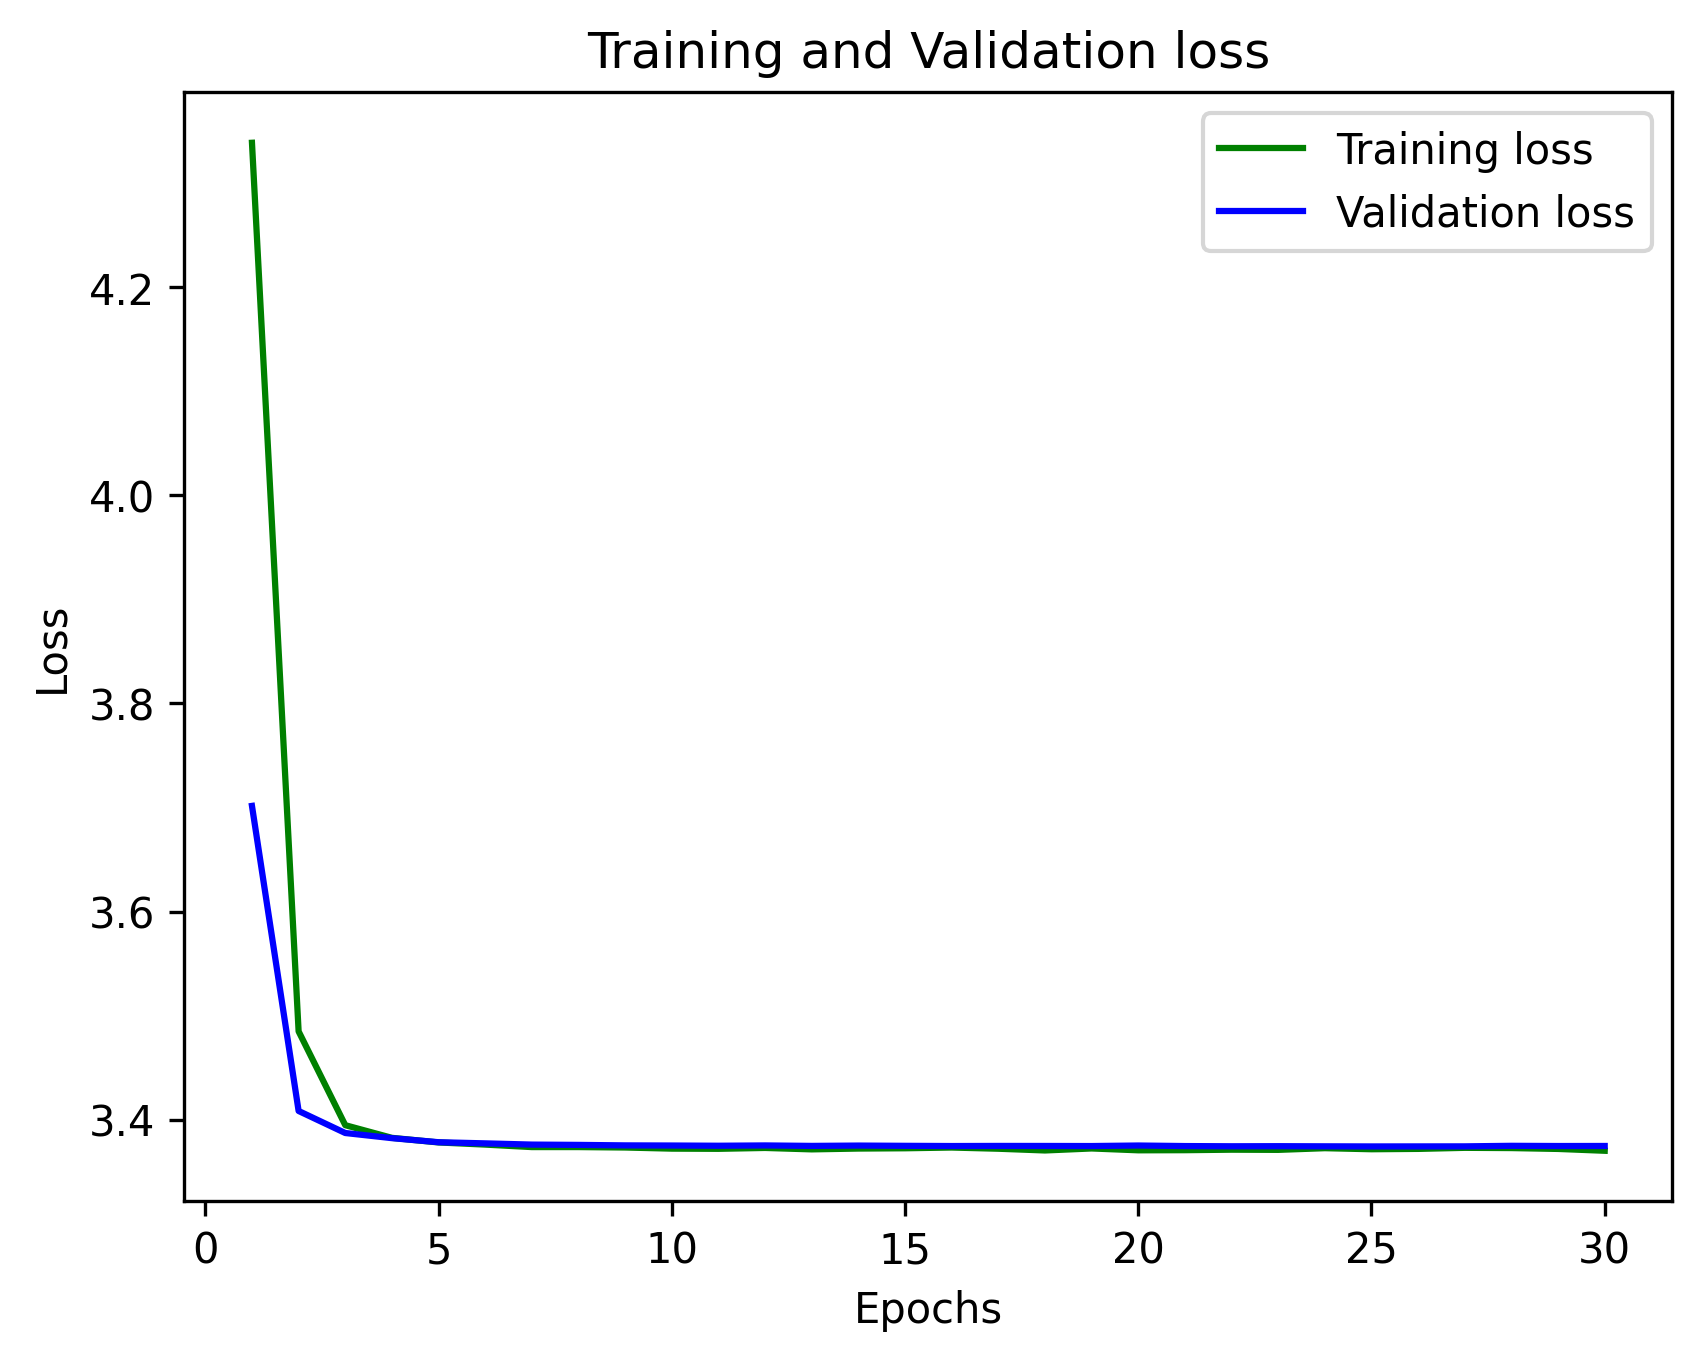 Training and Validation loss
Training loss
Validation loss
4.2
4.0
3.8
3.6
3.4
Loss
0 5 10 15 20 25 30
Epochs